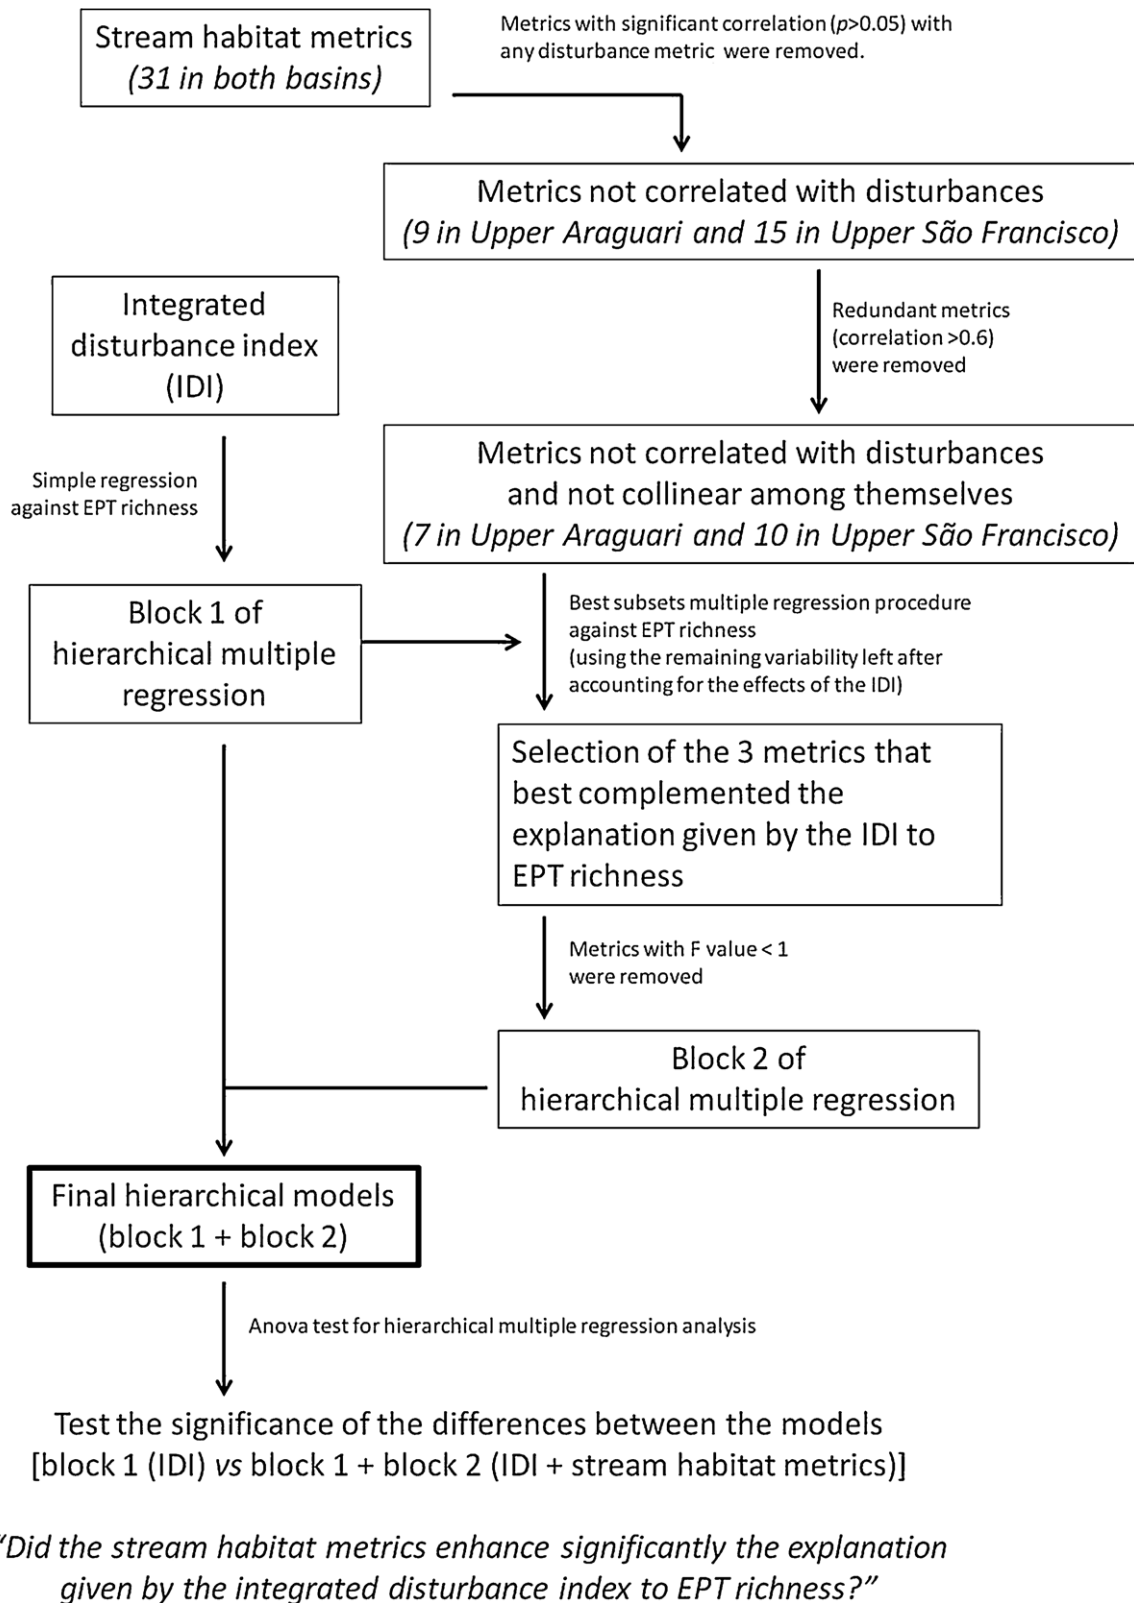 Stream habitat metrics
(31 in both basins)
Metrics with significant correlation (p>0.05) with
any disturbance metric were removed.
Metrics not correlated with disturbances
(9 in Upper Araguari and 15 in Upper São Francisco)
Redundant metrics
(correlation >0.6)
were removed
Integrated
disturbance index
(IDI)
Simple regression
against EPT richness
Metrics not correlated with disturbances
and not collinear among themselves
(7 in Upper Araguari and 10 in Upper São Francisco)
Block 1 of
hierarchical multiple
regression
Best subsets multiple regression procedure
against EPT richness
(using the remaining variability left after
accounting for the effects of the IDI)
Selection of the 3 metrics that
best complemented the
explanation given by the IDI to
EPT richness
Metrics with F value < 1
were removed
Block 2 of
hierarchical multiple regression
Final hierarchical models
(block 1 + block 2)
Anova test for hierarchical multiple regression analysis
Test the significance of the differences between the models
[block 1 (IDI) vs block 1 + block 2 (IDI + stream habitat metrics)]
“Did the stream habitat metrics enhance significantly the explanation
given by the integrated disturbance index to EPT richness?”